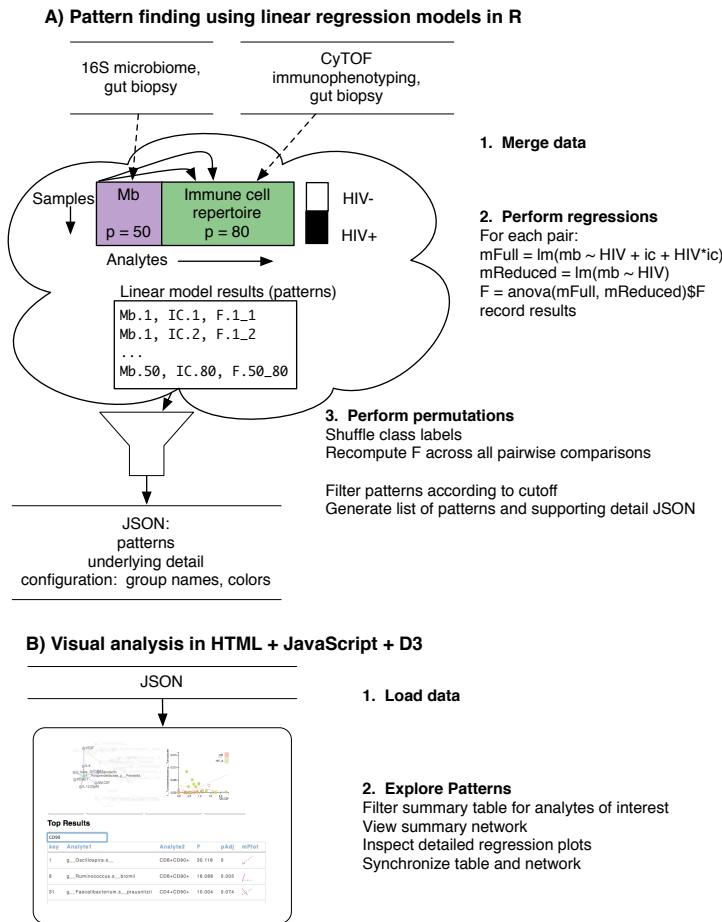 A) Pattern finding using linear regression models in R
16S microbiome,
gut biopsy
CyTOF
immunophenotyping,
gut biopsy
1. Merge data
Samples
Mb
p = 50
Immune cell
repertoire
p = 80
HIV-
HIV+
Analytes
2. Perform regressions
For each pair:
mFull = lm(mb ~ HIV + ic + HIV*ic)
mReduced = lm(mb ~ HIV)
F = anova(mFull, mReduced)$F
record results
Linear model results (patterns)
Mb.1, IC.1, F.1_1
Mb.1, IC.2, F.1_2
...
Mb.50, IC.80, F.50_80
3. Perform permutations
Shuffle class labels
Recompute F across all pairwise comparisons
Filter patterns according to cutoff
Generate list of patterns and supporting detail JSON
JSON:
patterns
underlying detail
configuration: group names, colors
B) Visual analysis in HTML + JavaScript + D3
JSON
1. Load data
2. Explore Patterns
Filter summary table for analytes of interest
View summary network
Inspect detailed regression plots
Synchronize table and network
Top Results
CD90
key Analyte1 Analyte2 F pAdj mPlot
1 g__Oscillospira.s__ CD8+CD90+ 30.118 0
8 g__Ruminococcus.s__bromii CD8+CD90+ 18.088 0.003
31 g__Faecalibacterium.s__prausnitzii CD4+CD90+ 10.004 0.074